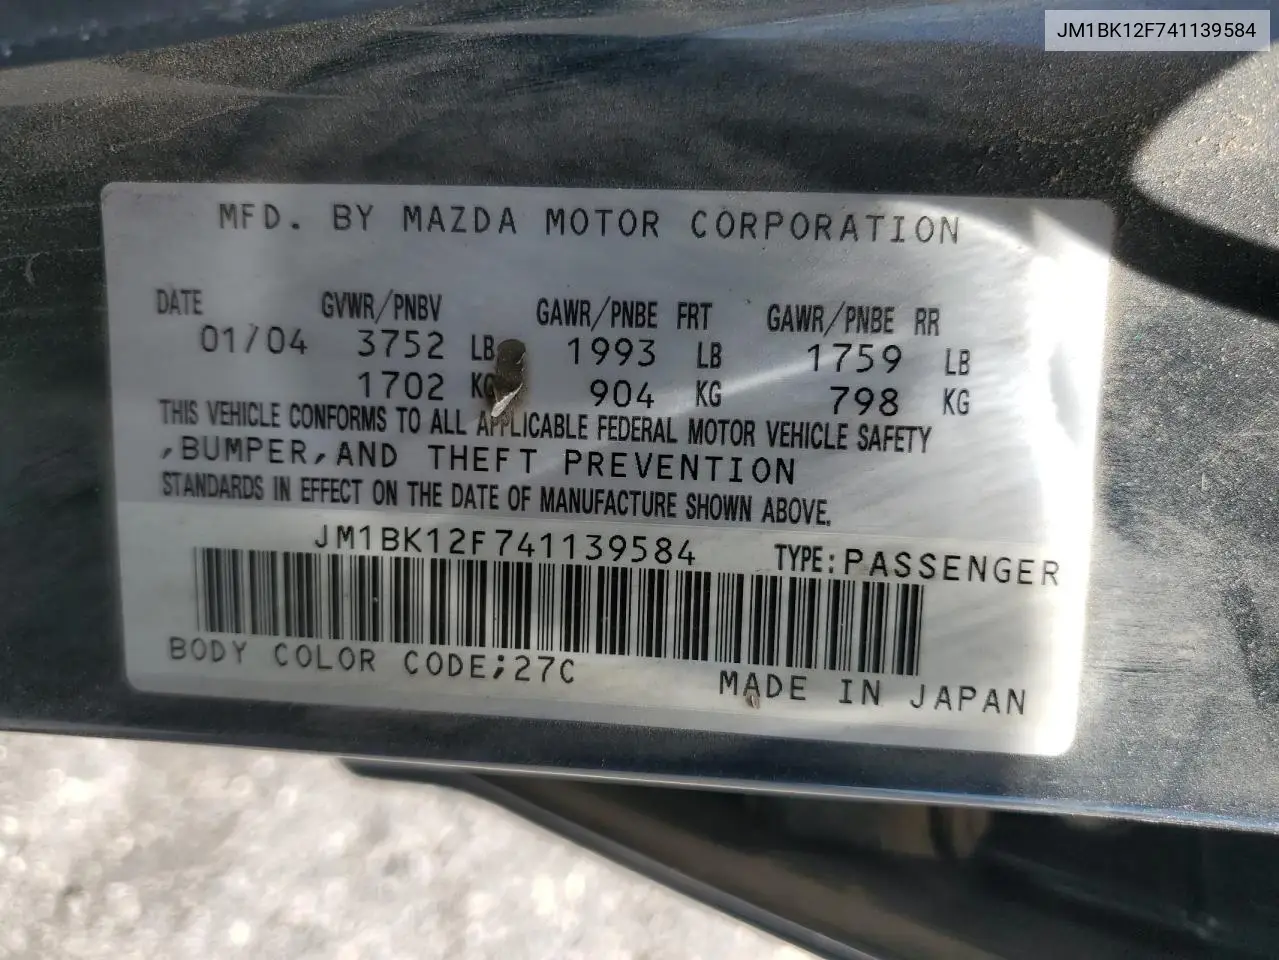 JM1BK12F741139584
MFD. BY MAZDA MOTOR CORPORATION
DATE GVWR/PNBV GAWR/PNBE FRT GAWR/PNBE RR
01/04 3752 LB 1993 LB 1759 LB
1702 KG 904 KG 798 KG
THIS VEHICLE CONFORMS TO ALL APPLICABLE FEDERAL MOTOR VEHICLE SAFETY
,BUMPER,AND THEFT PREVENTION
STANDARDS IN EFFECT ON THE DATE OF MANUFACTURE SHOWN ABOVE.
JM1BK12F741139584 TYPE:PASSENGER
BODY COLOR CODE;27C
MADE IN JAPAN